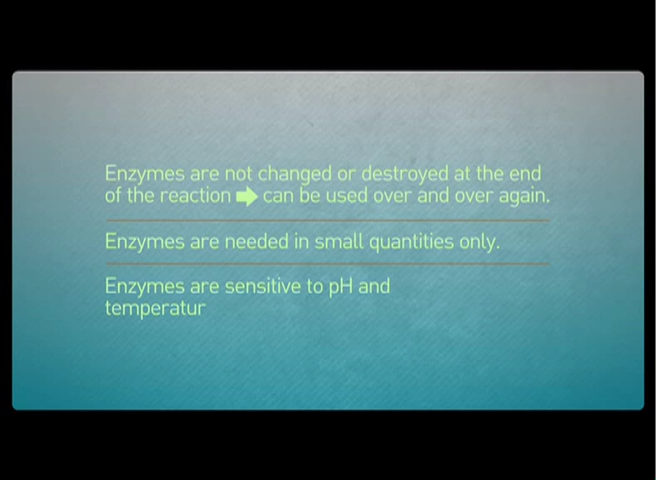 Enzymes are not changed or destroyed at the end
of the reaction ➡ can be used over and over again.
Enzymes are needed in small quantities only.
Enzymes are sensitive to pH and
temperatur